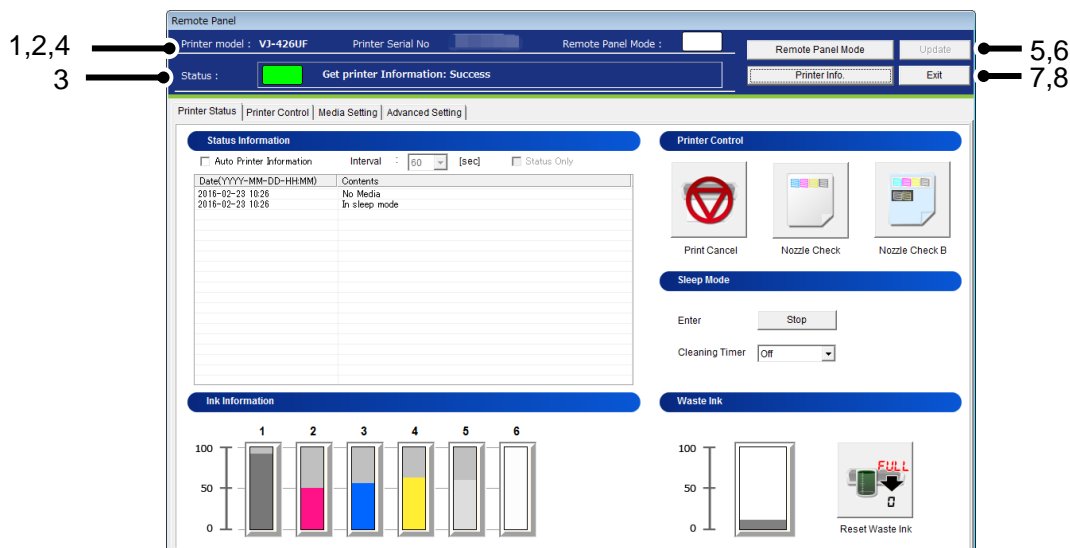 Remote Panel
1,2,4
Printer model : VJ-426UF Printer Serial No Remote Panel Mode :
Remote Panel Mode Update
5,6
3
Status : Get printer Information: Success
Printer Info. Exit
7,8
Printer Status Printer Control Media Setting Advanced Setting
Status Information
Auto Printer Information Interval : 60 [sec] Status Only
Date(YYYY-MM-DD-HH:MM) Contents
2016-02-23 10:26 No Media
2016-02-23 10:26 In sleep mode
Printer Control
Print Cancel Nozzle Check Nozzle Check B
Sleep Mode
Enter Stop
Cleaning Timer Off
Ink Information
1 2 3 4 5 6
100
50
0
Waste Ink
100
50
0
FULL
0
Reset Waste Ink